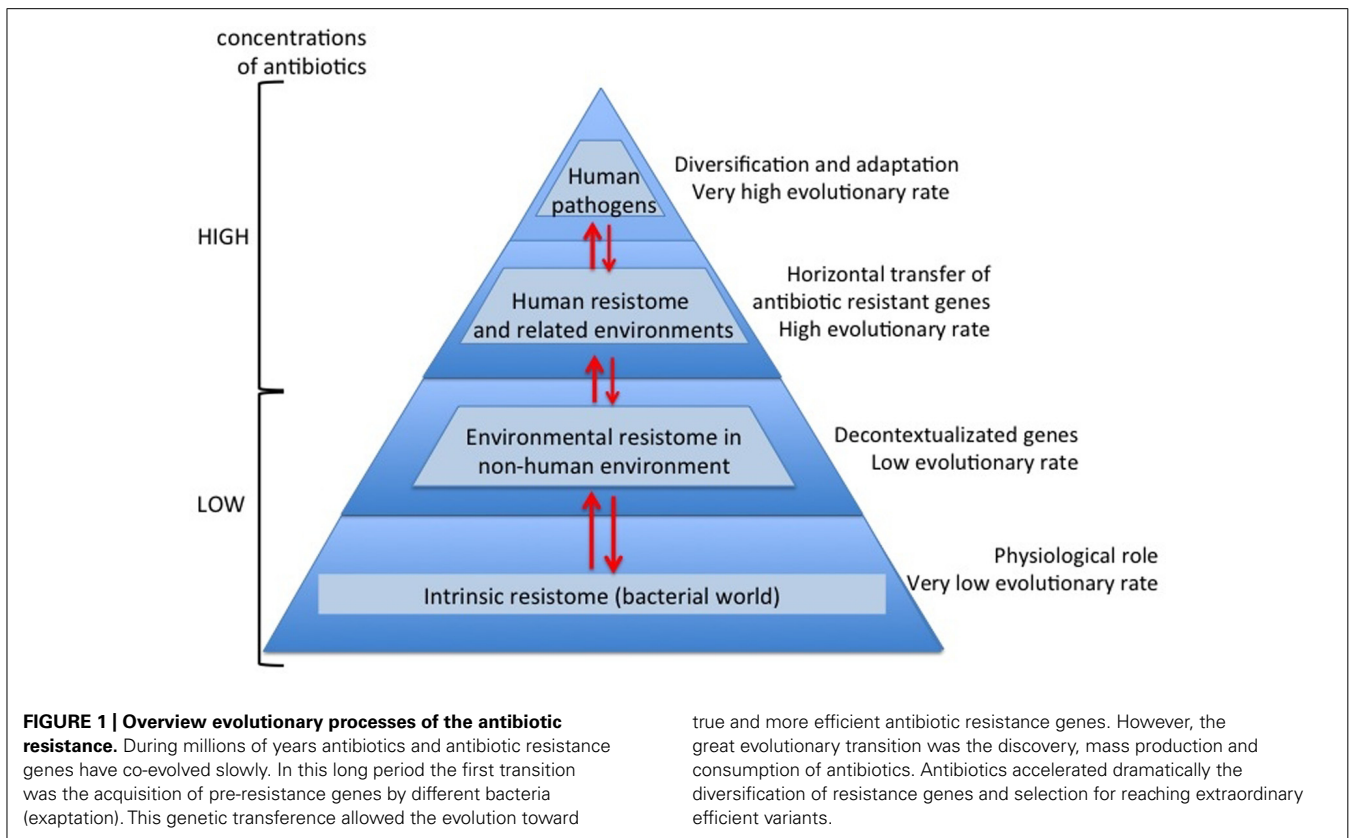 concentrations
of antibiotics
HIGH
LOW
Human
pathogens
Diversification and adaptation
Very high evolutionary rate
Human resistome
and related environments
Horizontal transfer of
antibiotic resistant genes
High evolutionary rate
Environmental resistome in
non-human environment
Decontextualizated genes
Low evolutionary rate
Intrinsic resistome (bacterial world)
Physiological role
Very low evolutionary rate
FIGURE 1 | Overview evolutionary processes of the antibiotic
resistance. During millions of years antibiotics and antibiotic resistance
genes have co-evolved slowly. In this long period the first transition
was the acquisition of pre-resistance genes by different bacteria
(exaptation). This genetic transference allowed the evolution toward
true and more efficient antibiotic resistance genes. However, the
great evolutionary transition was the discovery, mass production and
consumption of antibiotics. Antibiotics accelerated dramatically the
diversification of resistance genes and selection for reaching extraordinary
efficient variants.